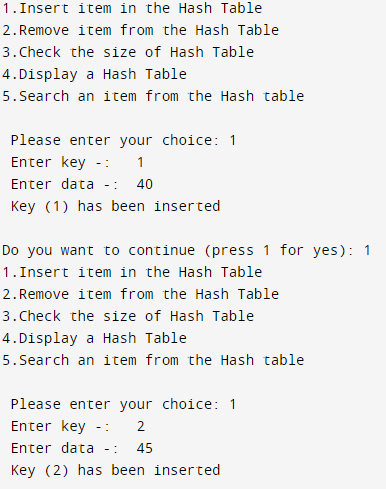 1.Insert item in the Hash Table
2.Remove item from the Hash Table
3.Check the size of Hash Table
4.Display a Hash Table
5.Search an item from the Hash table
Please enter your choice: 1
Enter key -:   1
Enter data -:  40
Key (1) has been inserted
Do you want to continue (press 1 for yes): 1
1.Insert item in the Hash Table
2.Remove item from the Hash Table
3.Check the size of Hash Table
4.Display a Hash Table
5.Search an item from the Hash table
Please enter your choice: 1
Enter key -:   2
Enter data -:  45
Key (2) has been inserted